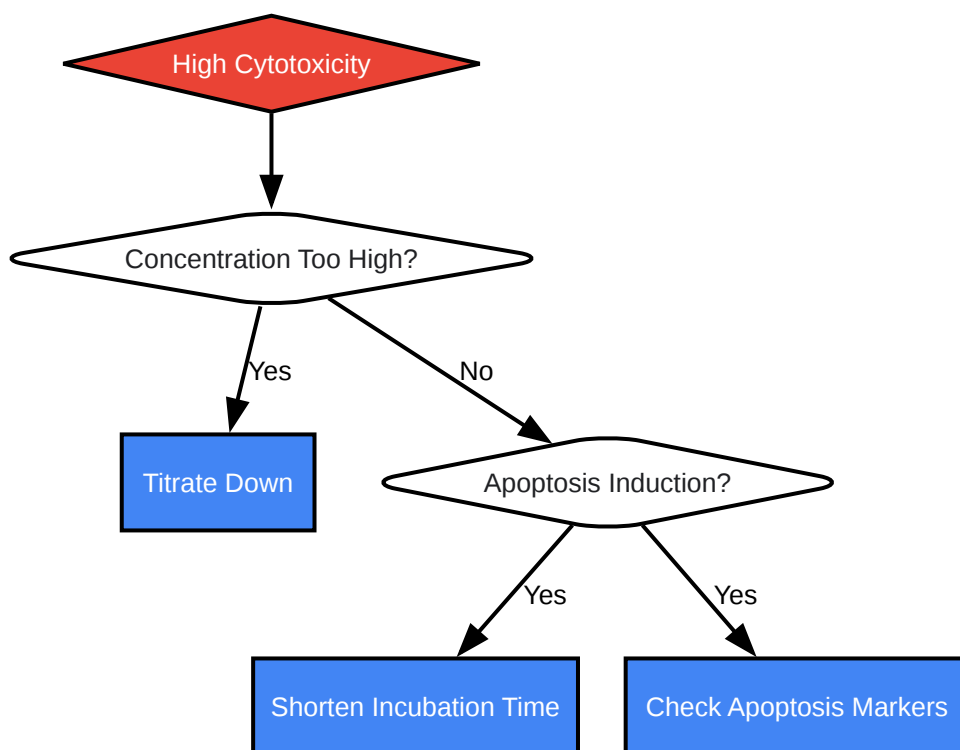 High Cytotoxicity
Concentration Too High?
Yes
No
Titrate Down
Apoptosis Induction?
Yes
Yes
Shorten Incubation Time
Check Apoptosis Markers